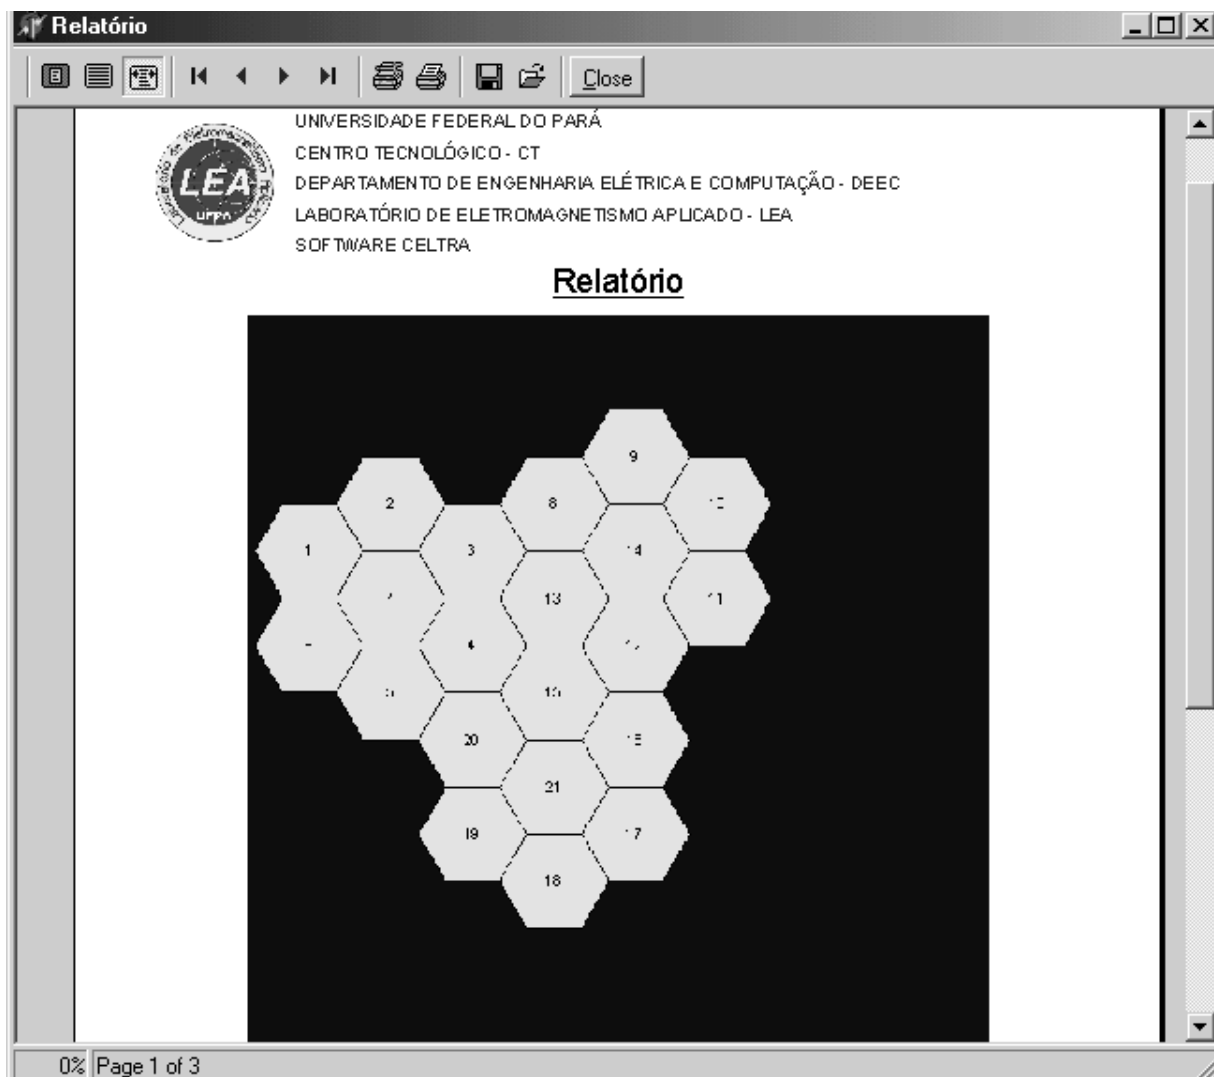 Relatório
Close
UNIVERSIDADE FEDERAL DO PARÁ
CENTRO TECNOLÓGICO - CT
DEPARTAMENTO DE ENGENHARIA ELÉTRICA E COMPUTAÇÃO - DEEC
LABORATÓRIO DE ELETROMAGNETISMO APLICADO - LEA
SOFTWARE CELTRA
LEA
UFPA
Relatório
9
2
8
1
3
14
13
11
4
15
20
21
19
17
18
0%
Page 1 of 3